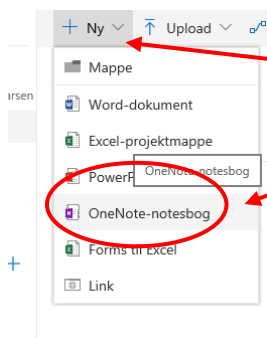 Ny Upload
Mappe
arsen
Word-dokument
Excel-projektmappe
OneNote-notesbog
PowerP
OneNote-notesbog
Forms til Excel
Link